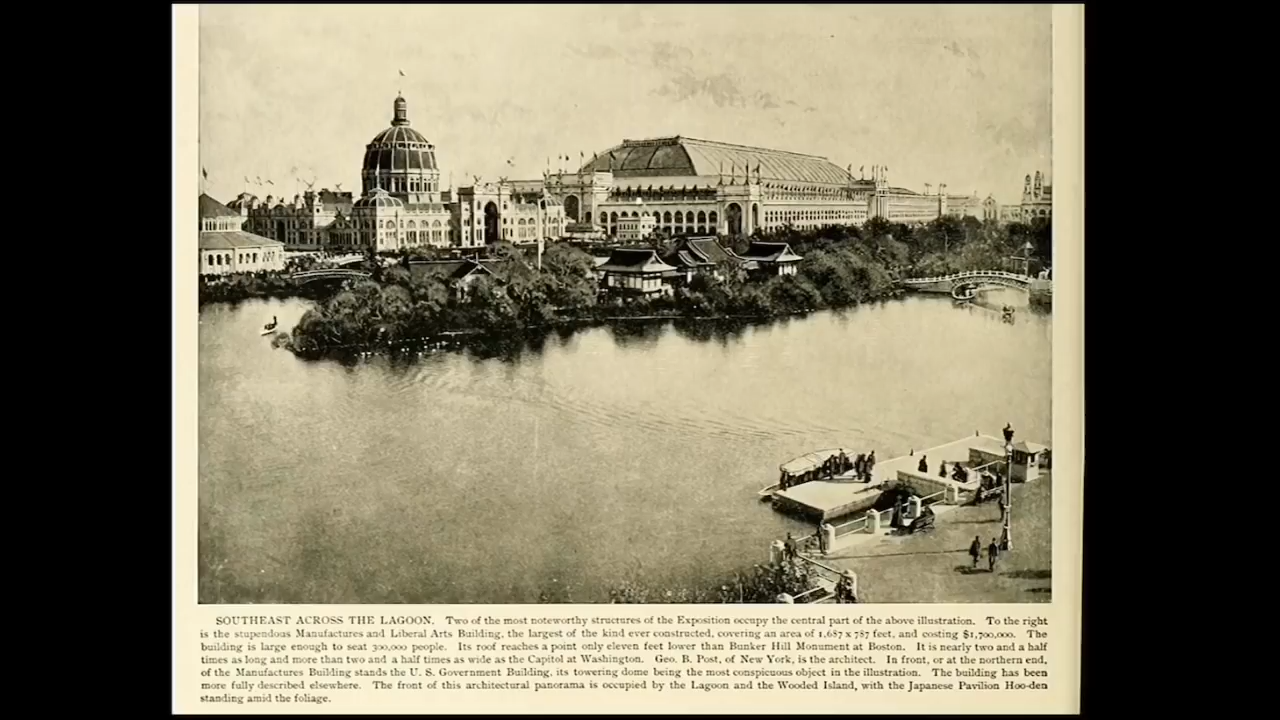 SOUTHEAST ACROSS THE LAGOON. Two of the most noteworthy structures of the Exposition occupy the central part of the above illustration. To the right
is the stupendous Manufactures and Liberal Arts Building, the largest of the kind ever constructed, covering an area of 1,687 x 787 feet, and costing $1,700,000. The
building is large enough to seat 300,000 people. Its roof reaches a point only eleven feet lower than Bunker Hill Monument at Boston. It is nearly two and a half
times as long and more than two and a half times as wide as the Capitol at Washington. Geo. B. Post, of New York, is the architect. In front, or at the northern end,
of the Manufactures Building stands the U. S. Government Building, its towering dome being the most conspicuous object in the illustration. The building has been
more fully described elsewhere. The front of this architectural panorama is occupied by the Lagoon and the Wooded Island, with the Japanese Pavilion Hoo-den
standing amid the foliage.